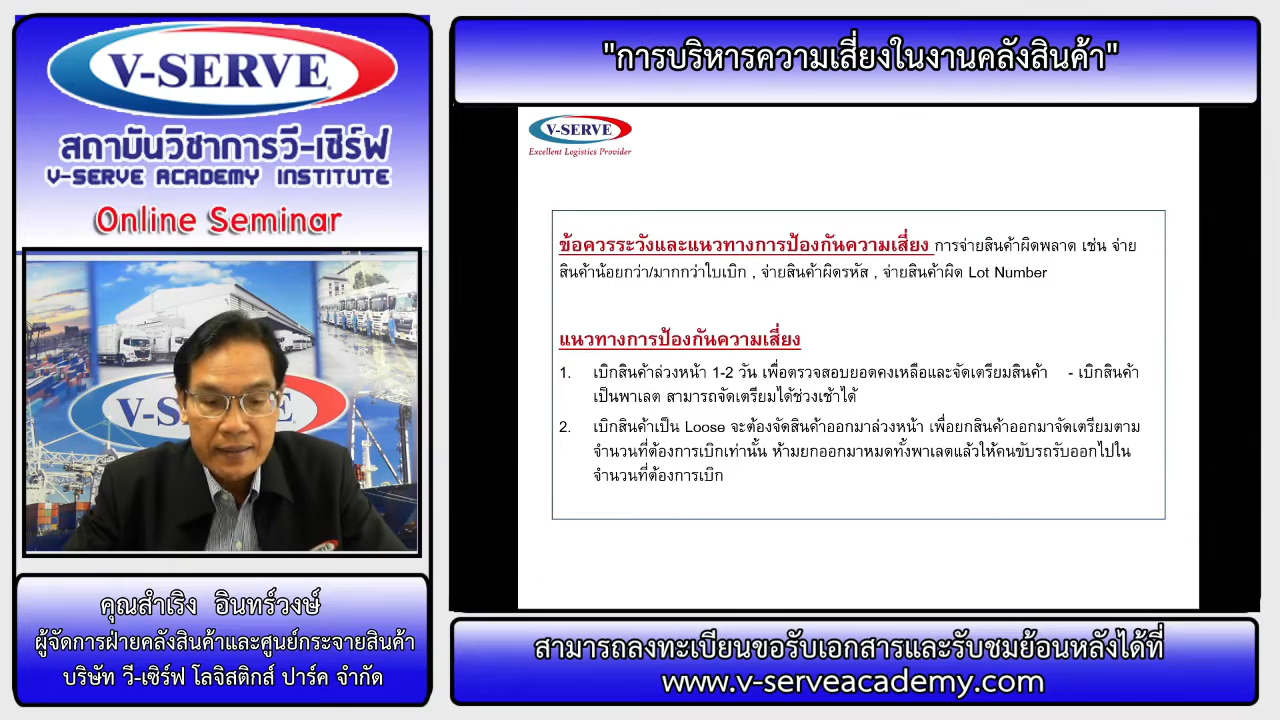 V-SERVE
สถาบันวิชาการวี-เซิร์ฟ
V-SERVE ACADEMY INSTITUTE
Online Seminar
คุณสำเริง อินทร์วงษ์
ผู้จัดการฝ่ายคลังสินค้าและศูนย์กระจายสินค้า
บริษัท วี-เซิร์ฟ โลจิสติกส์ ปาร์ค จำกัด
"การบริหารความเสี่ยงในงานคลังสินค้า"
V-SERVE
Excellent Logistics Provider
ข้อควรระวังและแนวทางการป้องกันความเสี่ยง การจ่ายสินค้าผิดพลาด เช่น จ่าย
สินค้าน้อยกว่า/มากกว่าใบเบิก , จ่ายสินค้าผิดรหัส , จ่ายสินค้าผิด Lot Number
แนวทางการป้องกันความเสี่ยง
1. เบิกสินค้าล่วงหน้า 1-2 วัน เพื่อตรวจสอบยอดคงเหลือและจัดเตรียมสินค้า - เบิกสินค้า
เป็นพาเลต สามารถจัดเตรียมได้ช่วงเช้าได้
2. เบิกสินค้าเป็น Loose จะต้องจัดสินค้าออกมาล่วงหน้า เพื่อยกสินค้าออกมาจัดเตรียมตาม
จำนวนที่ต้องการเบิกเท่านั้น ห้ามยกออกมาหมดทั้งพาเลตแล้วให้คนขับรถรับออกไปใน
จำนวนที่ต้องการเบิก
สามารถลงทะเบียนขอรับเอกสารและรับชมย้อนหลังได้ที่
www.v-serveacademy.com